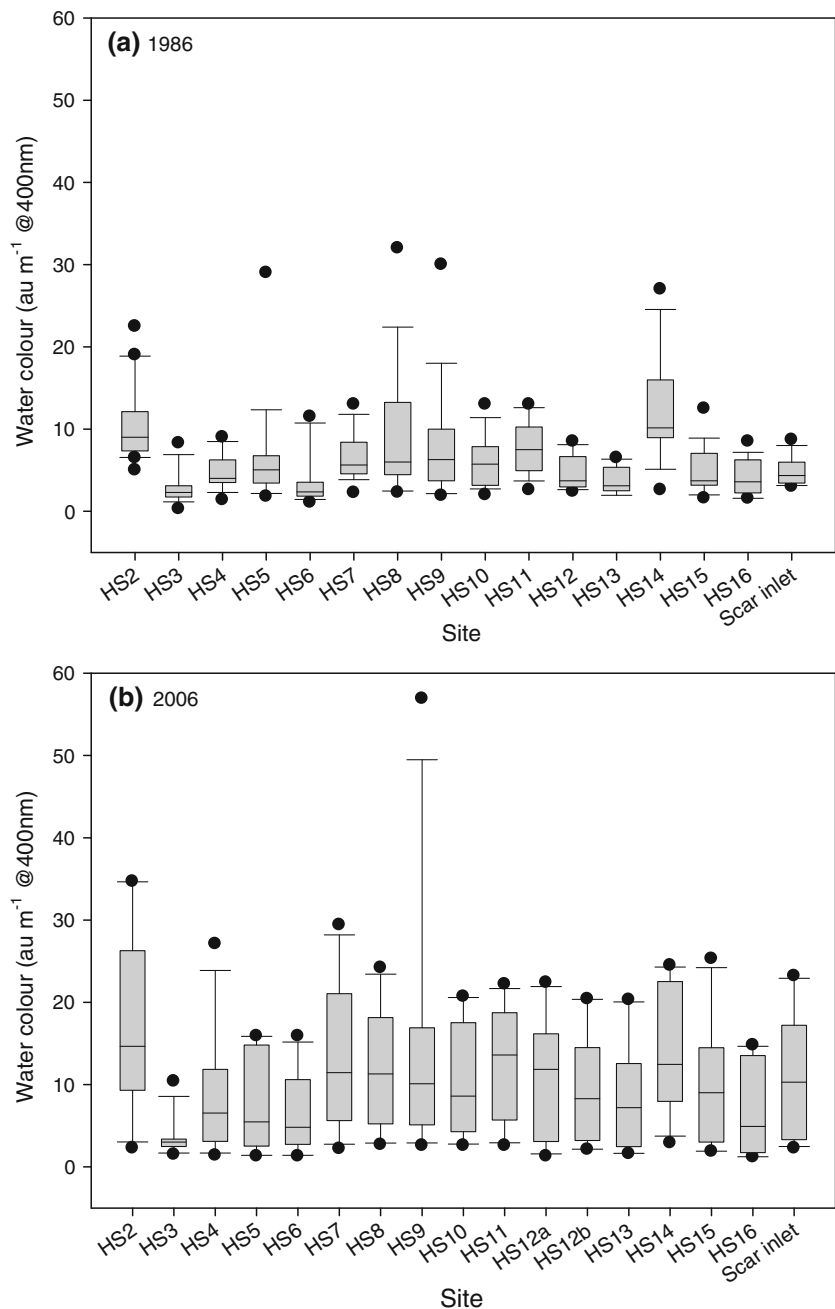 (a) 1986
60
50
40
30
20
10
0
Water colour (au m⁻¹ @400nm)
HS2 HS3 HS4 HS5 HS6 HS7 HS8 HS9 HS10 HS11 HS12 HS13 HS14 HS15 HS16 Scar inlet
Site
(b) 2006
60
50
40
30
20
10
0
Water colour (au m⁻¹ @400nm)
HS2 HS3 HS4 HS5 HS6 HS7 HS8 HS9 HS10 HS11 HS12a HS12b HS13 HS14 HS15 HS16 Scar inlet
Site